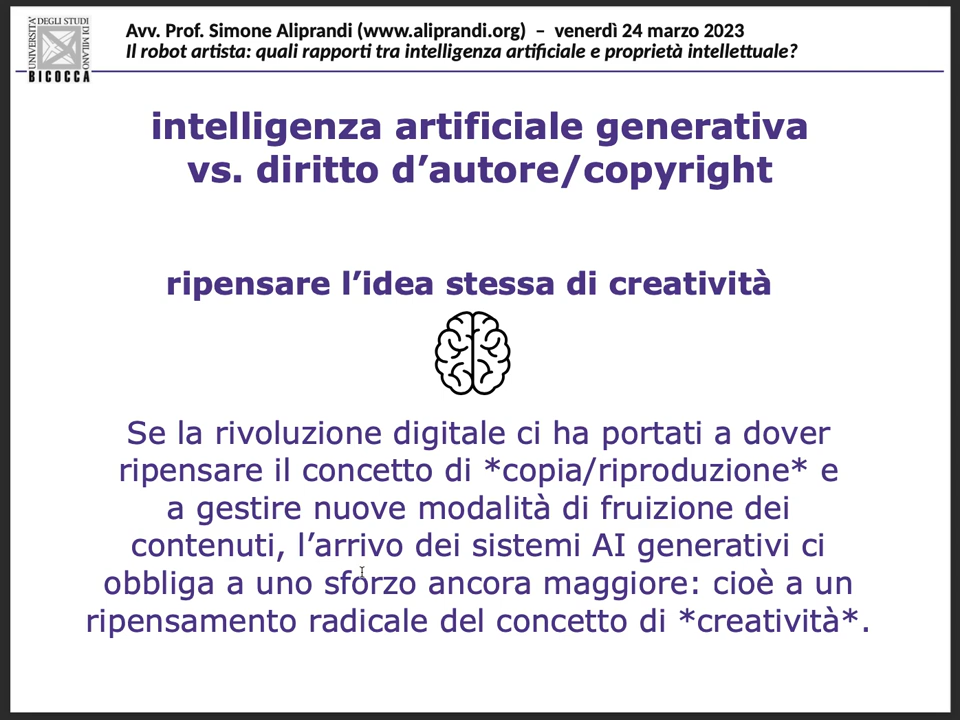 UNIVERSITÀ DEGLI STUDI DI MILANO
BICOCCA
Avv. Prof. Simone Aliprandi (www.aliprandi.org) – venerdì 24 marzo 2023
Il robot artista: quali rapporti tra intelligenza artificiale e proprietà intellettuale?
intelligenza artificiale generativa
vs. diritto d’autore/copyright
ripensare l’idea stessa di creatività
Se la rivoluzione digitale ci ha portati a dover
ripensare il concetto di *copia/riproduzione* e
a gestire nuove modalità di fruizione dei
contenuti, l’arrivo dei sistemi AI generativi ci
obbliga a uno sforzo ancora maggiore: cioè a un
ripensamento radicale del concetto di *creatività*.